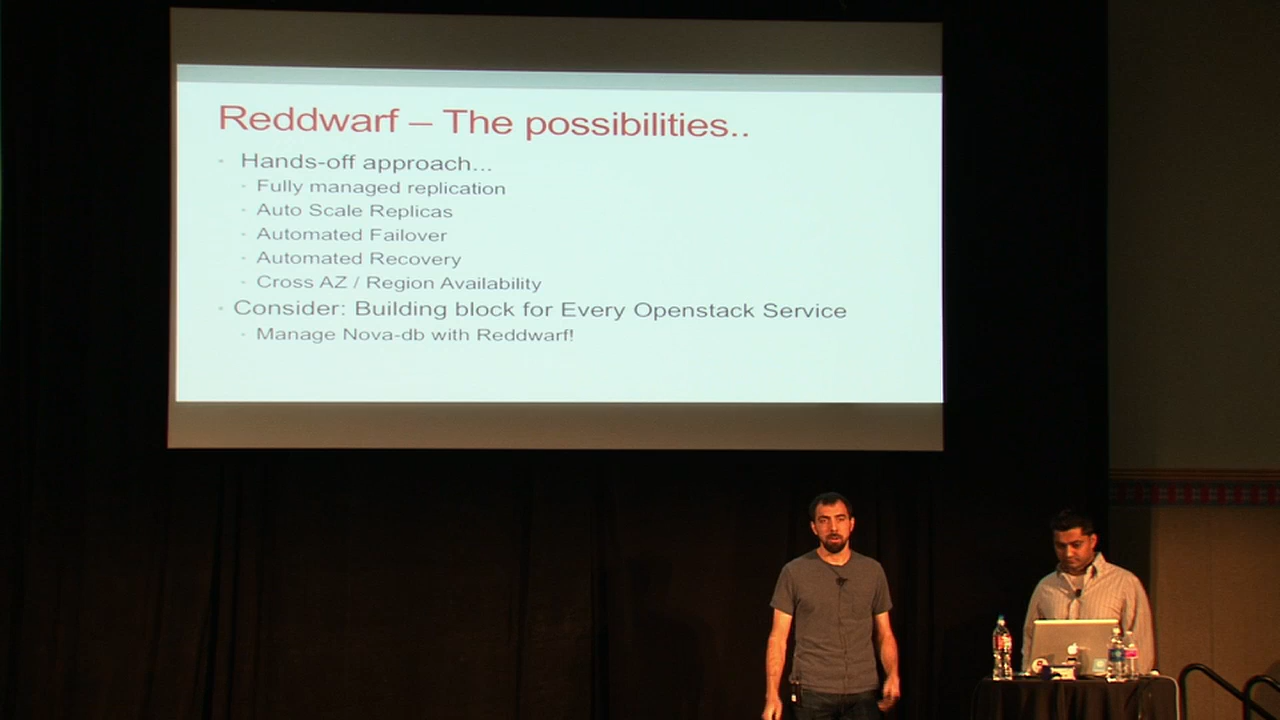 Reddwarf – The possibilities..
Hands-off approach...
Fully managed replication
Auto Scale Replicas
Automated Failover
Automated Recovery
Cross AZ / Region Availability
Consider: Building block for Every Openstack Service
Manage Nova-db with Reddwarf!